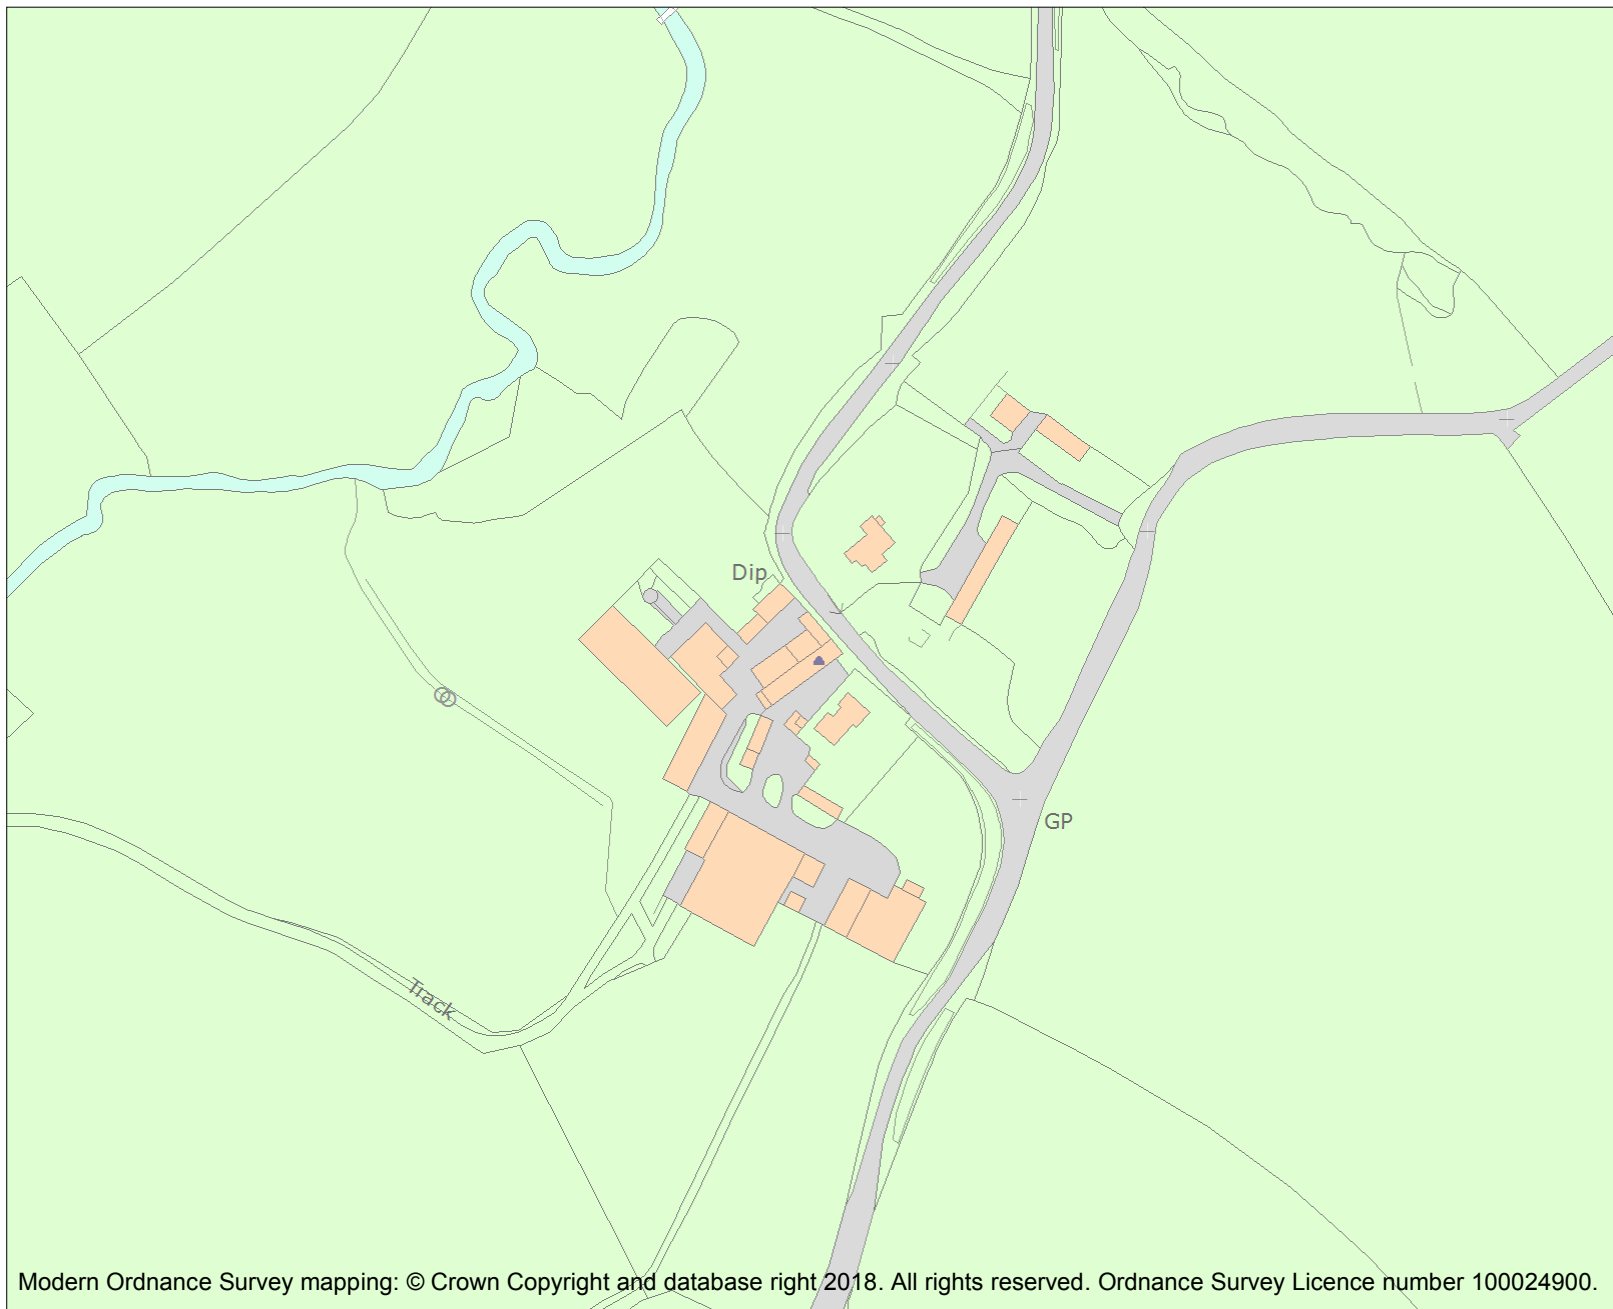 Dip
GP
Track
Modern Ordnance Survey mapping: © Crown Copyright and database right 2018. All rights reserved. Ordnance Survey Licence number 100024900.